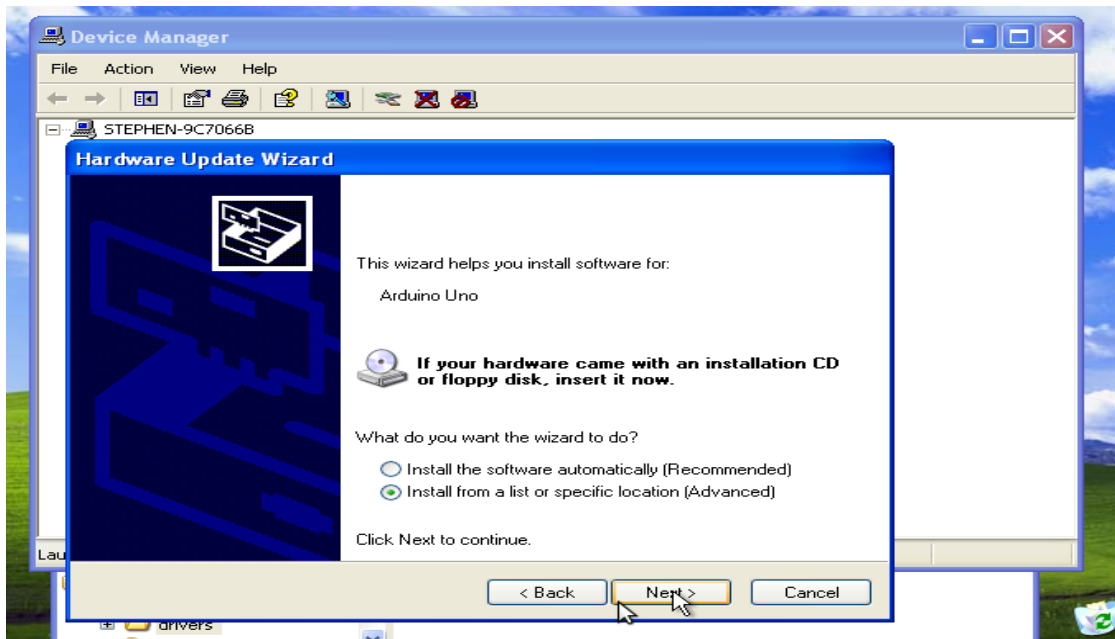 Device Manager
File Action View Help
STEPHEN-9C7066B
Hardware Update Wizard
This wizard helps you install software for:
Arduino Uno
If your hardware came with an installation CD
or floppy disk, insert it now.
What do you want the wizard to do?
Install the software automatically (Recommended)
Install from a list or specific location (Advanced)
Click Next to continue.
Lau
< Back Next > Cancel
drivers